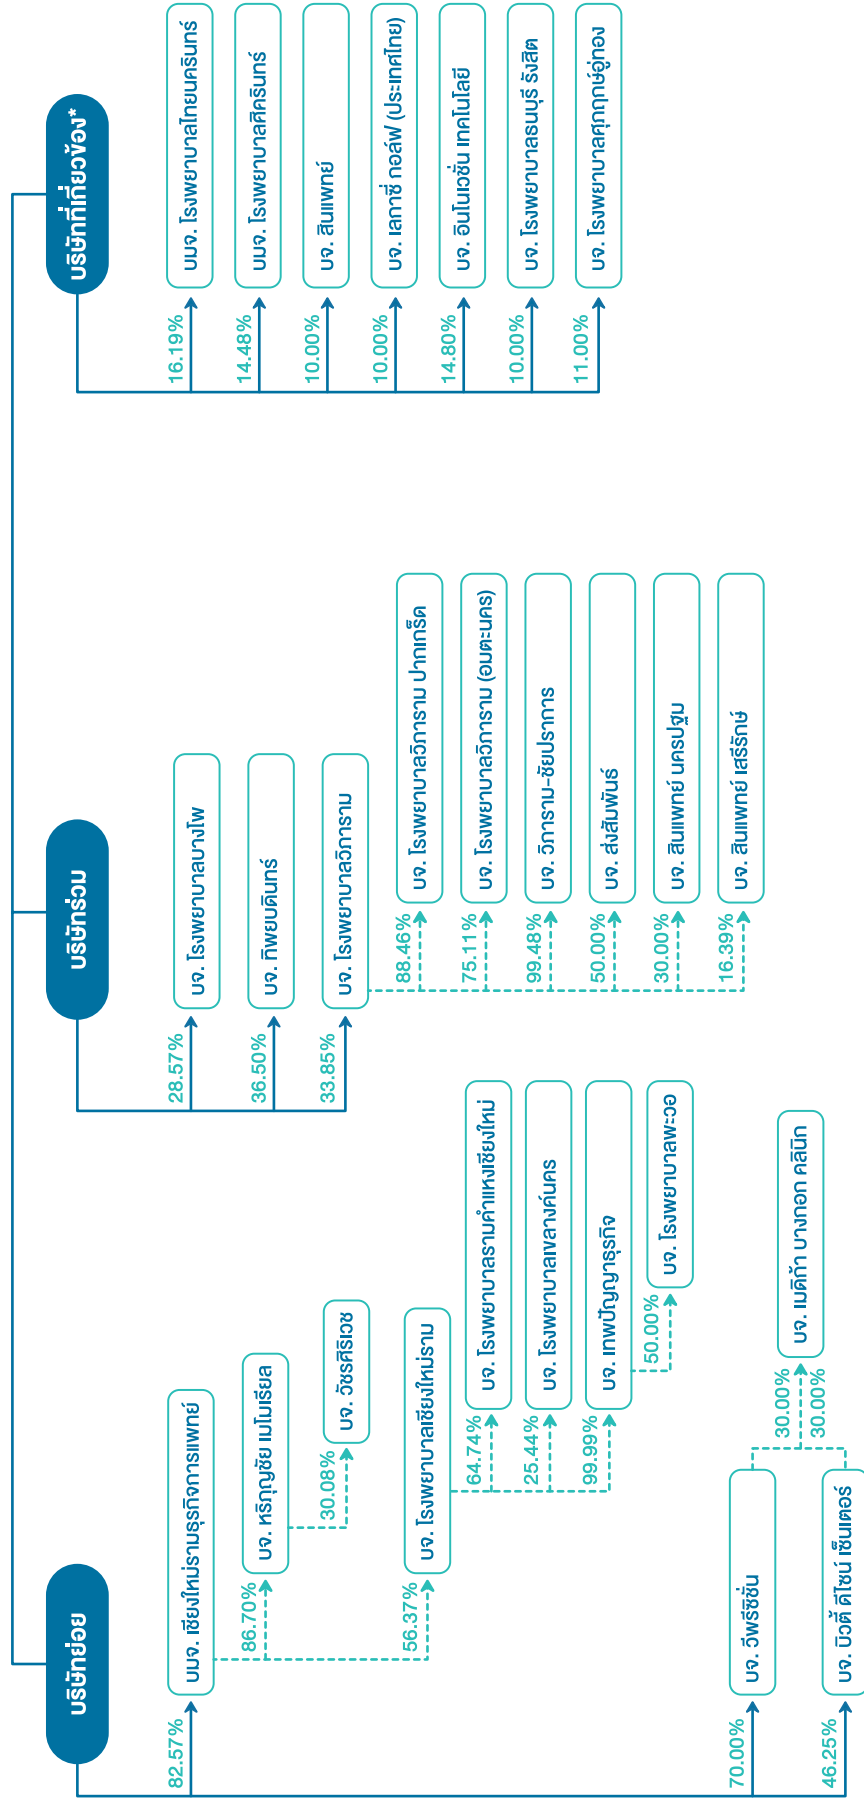 บริษัทย่อย
82.57%
บมจ. เชียงใหม่รามธุรกิจการแพทย์
86.70%
บจ. หริภุญชัย เมโมเรียล
30.08%
บจ. วัชรศิริเวช
56.37%
บจ. โรงพยาบาลเชียงใหม่ราม
64.74%
บจ. โรงพยาบาลรามคำแหงเชียงใหม่
25.44%
บจ. โรงพยาบาลเขลางค์นคร
99.99%
บจ. เทพปัญญาธุรกิจ
50.00%
บจ. โรงพยาบาลพะวอ
70.00%
บจ. วีพรีซิชั่น
30.00%
30.00%
บจ. เมดิก้า บางกอก คลินิก
46.25%
บจ. บิวตี้ ดีไซน์ เซ็นเตอร์
บริษัทร่วม
28.57%
บจ. โรงพยาบาลบางโพ
36.50%
บจ. ทิพยบดินทร์
33.85%
บจ. โรงพยาบาลวิภาราม
88.46%
บจ. โรงพยาบาลวิภาราม ปากเกร็ด
75.11%
บจ. โรงพยาบาลวิภาราม (อมตะนคร)
99.48%
บจ. วิภาราม-ชัยปราการ
50.00%
บจ. ส่งสัมพันธ์
30.00%
บจ. สินแพทย์ นครปฐม
16.39%
บจ. สินแพทย์ เสรีรักษ์
บริษัทที่เกี่ยวข้อง*
16.19%
บมจ. โรงพยาบาลไทยนครินทร์
14.48%
บมจ. โรงพยาบาลศิครินทร์
10.00%
บจ. สินแพทย์
10.00%
บจ. เลกาซี่ กอล์ฟ (ประเทศไทย)
14.80%
บจ. อินโนเวชั่น เทคโนโลยี
10.00%
บจ. โรงพยาบาลธนบุรี รังสิต
11.00%
บจ. โรงพยาบาลศุภฤกษ์อู่ทอง